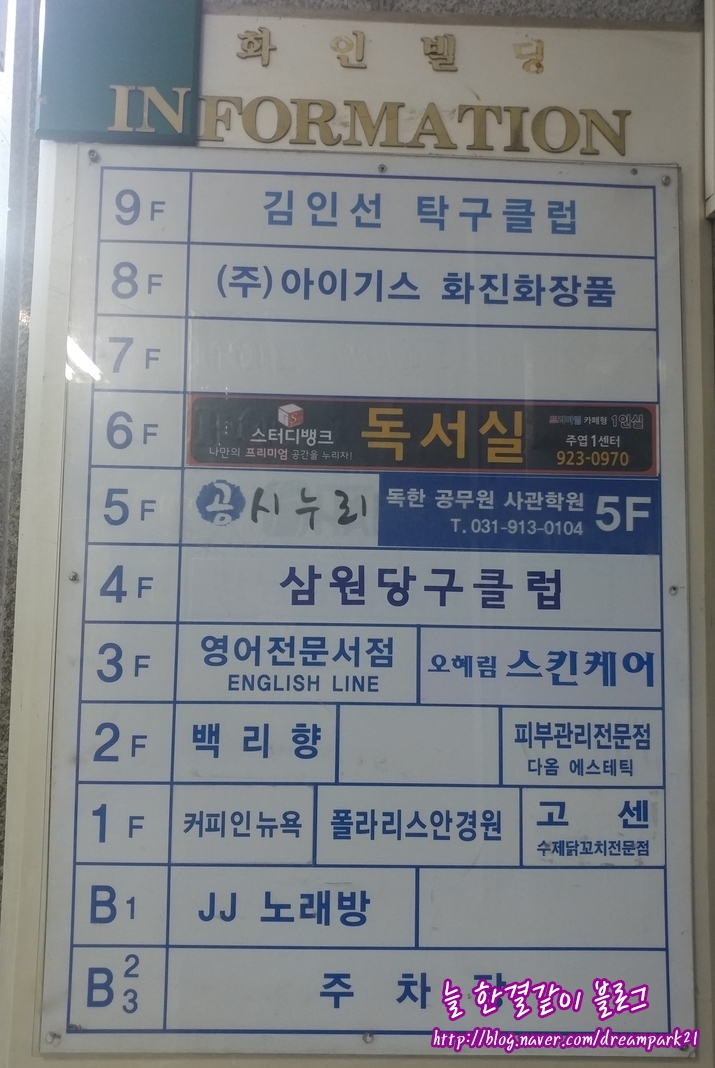 화인빌딩
INFORMATION
9F 김인선 탁구클럽
8F (주)아이기스 화진화장품
7F
6F 스터디뱅크 나만의 프리미엄 공간을 누리자! 독서실 프리미엄 카페형 1인실 주엽1센터 923-0970
5F 공시누리 독한 공무원 사관학원 T. 031-913-0104 5F
4F 삼원당구클럽
3F 영어전문서점 ENGLISH LINE 오혜림 스킨케어
2F 백리향 피부관리전문점 다옴 에스테틱
1F 커피인뉴욕 폴라리스안경원 고센 수제닭꼬치전문점
B1 JJ 노래방
B2 3 주차장
늘 한결같이 블로그
http://blog.naver.com/dreampark21